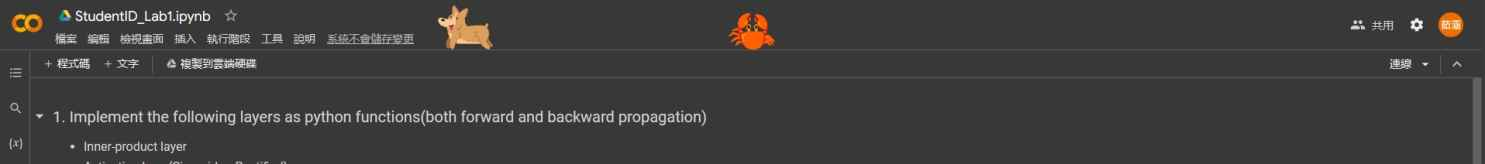 StudentID_Lab1.ipynb
檔案 編輯 檢視畫面 插入 執行階段 工具 說明 系統不會儲存變更
共用
+ 程式碼 + 文字 複製到雲端硬碟
連線
1. Implement the following layers as python functions(both forward and backward propagation)
{x}
• Inner-product layer